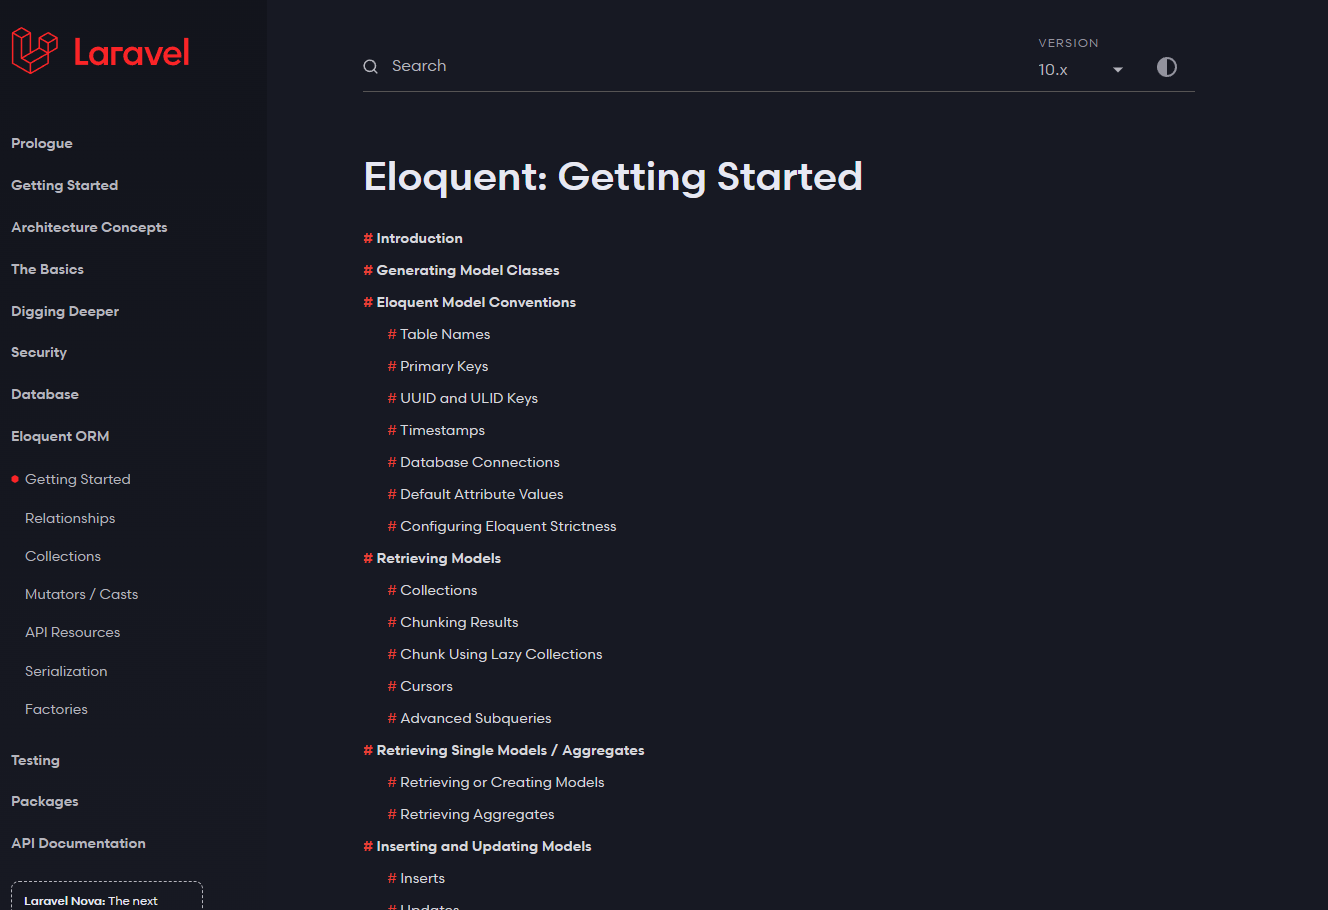 Laravel
Prologue
Getting Started
Architecture Concepts
The Basics
Digging Deeper
Security
Database
Eloquent ORM
Getting Started
Relationships
Collections
Mutators / Casts
API Resources
Serialization
Factories
Testing
Packages
API Documentation
Laravel Nova: The next
Search
VERSION
10.x
Eloquent: Getting Started
# Introduction
# Generating Model Classes
# Eloquent Model Conventions
# Table Names
# Primary Keys
# UUID and ULID Keys
# Timestamps
# Database Connections
# Default Attribute Values
# Configuring Eloquent Strictness
# Retrieving Models
# Collections
# Chunking Results
# Chunk Using Lazy Collections
# Cursors
# Advanced Subqueries
# Retrieving Single Models / Aggregates
# Retrieving or Creating Models
# Retrieving Aggregates
# Inserting and Updating Models
# Inserts
# Updates